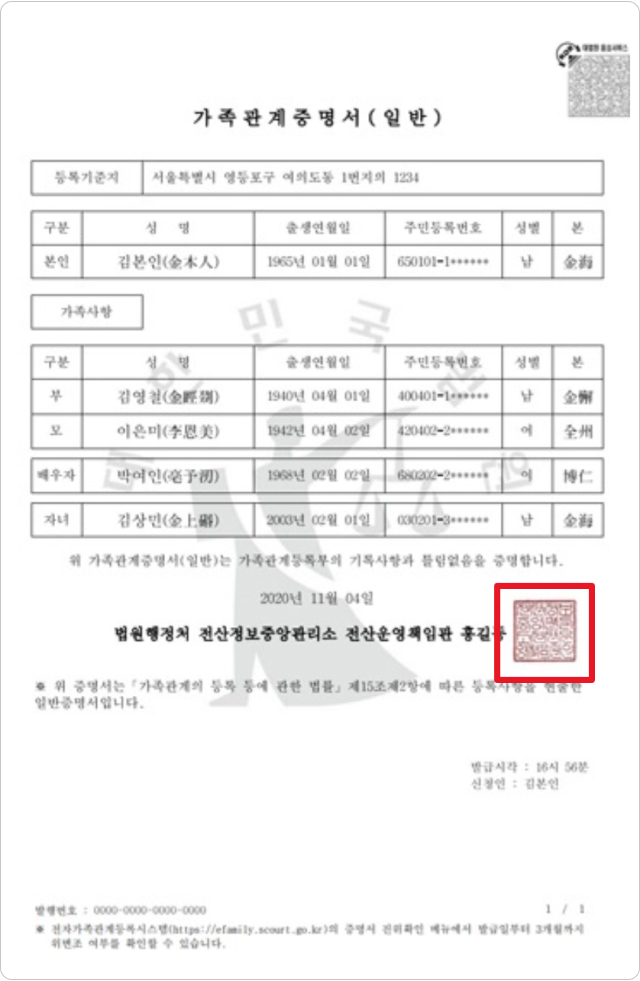 대법원 음성서비스
가족관계증명서(일반)
등록기준지 서울특별시 영등포구 여의도동 1번지의 1234
구분 성 명 출생연월일 주민등록번호 성별 본
본인 김본인(金本人) 1965년 01월 01일 650101-1****** 남 金海
가족사항
구분 성 명 출생연월일 주민등록번호 성별 본
부 김영철 1940년 04월 01일 400401-1****** 남
모 이은미(李恩美) 1942년 04월 02일 420402-2****** 여 全州
배우자 박여인 1968년 02월 02일 680202-2****** 여 博仁
자녀 김상민 2003년 02월 01일 030201-3****** 남 金海
위 가족관계증명서(일반)는 가족관계등록부의 기록사항과 틀림없음을 증명합니다.
2020년 11월 04일
법원행정처 전산정보중앙관리소 전산운영책임관 홍길동
※ 위 증명서는「가족관계의 등록 등에 관한 법률」제15조제2항에 따른 등록사항을 현출한
일반증명서입니다.
발급시각 : 16시 56분
신청인 : 김본인
발행번호 : 0000-0000-0000-0000 1 / 1
※ 전자가족관계등록시스템(https://efamily.scourt.go.kr)의 증명서 진위확인 메뉴에서 발급일부터 3개월까지
위변조 여부를 확인할 수 있습니다.